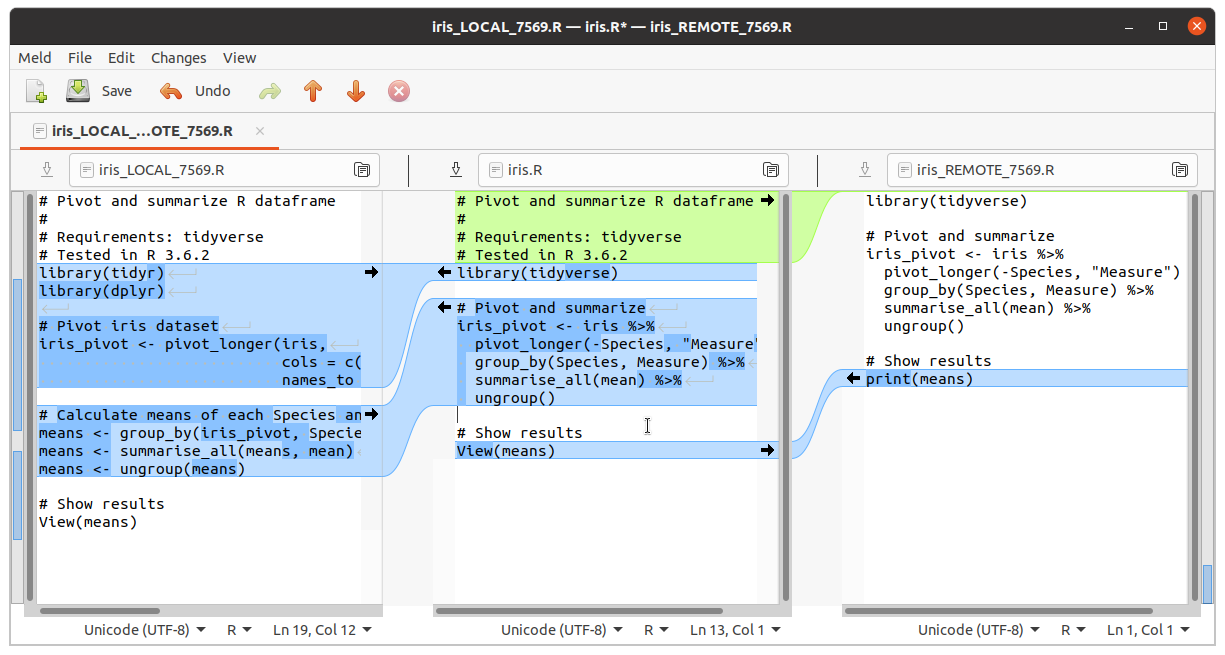 iris_LOCAL_7569.R — iris.R* — iris_REMOTE_7569.R
Meld File Edit Changes View
Save Undo
iris_LOCAL_...OTE_7569.R
iris_LOCAL_7569.R
# Pivot and summarize R dataframe
#
# Requirements: tidyverse
# Tested in R 3.6.2
library(tidyr)
library(dplyr)
# Pivot iris dataset
iris_pivot <- pivot_longer(iris,
cols = c(
names_to
# Calculate means of each Species an
means <- group_by(iris_pivot, Specie
means <- summarise_all(means, mean)
means <- ungroup(means)
# Show results
View(means)
Unicode (UTF-8) R Ln 19, Col 12
iris.R
# Pivot and summarize R dataframe
#
# Requirements: tidyverse
# Tested in R 3.6.2
library(tidyverse)
# Pivot and summarize
iris_pivot <- iris %>%
pivot_longer(-Species, "Measure
group_by(Species, Measure) %>%
summarise_all(mean) %>%
ungroup()
# Show results
View(means)
Unicode (UTF-8) R Ln 13, Col 1
iris_REMOTE_7569.R
library(tidyverse)
# Pivot and summarize
iris_pivot <- iris %>%
pivot_longer(-Species, "Measure")
group_by(Species, Measure) %>%
summarise_all(mean) %>%
ungroup()
# Show results
print(means)
Unicode (UTF-8) R Ln 1, Col 1